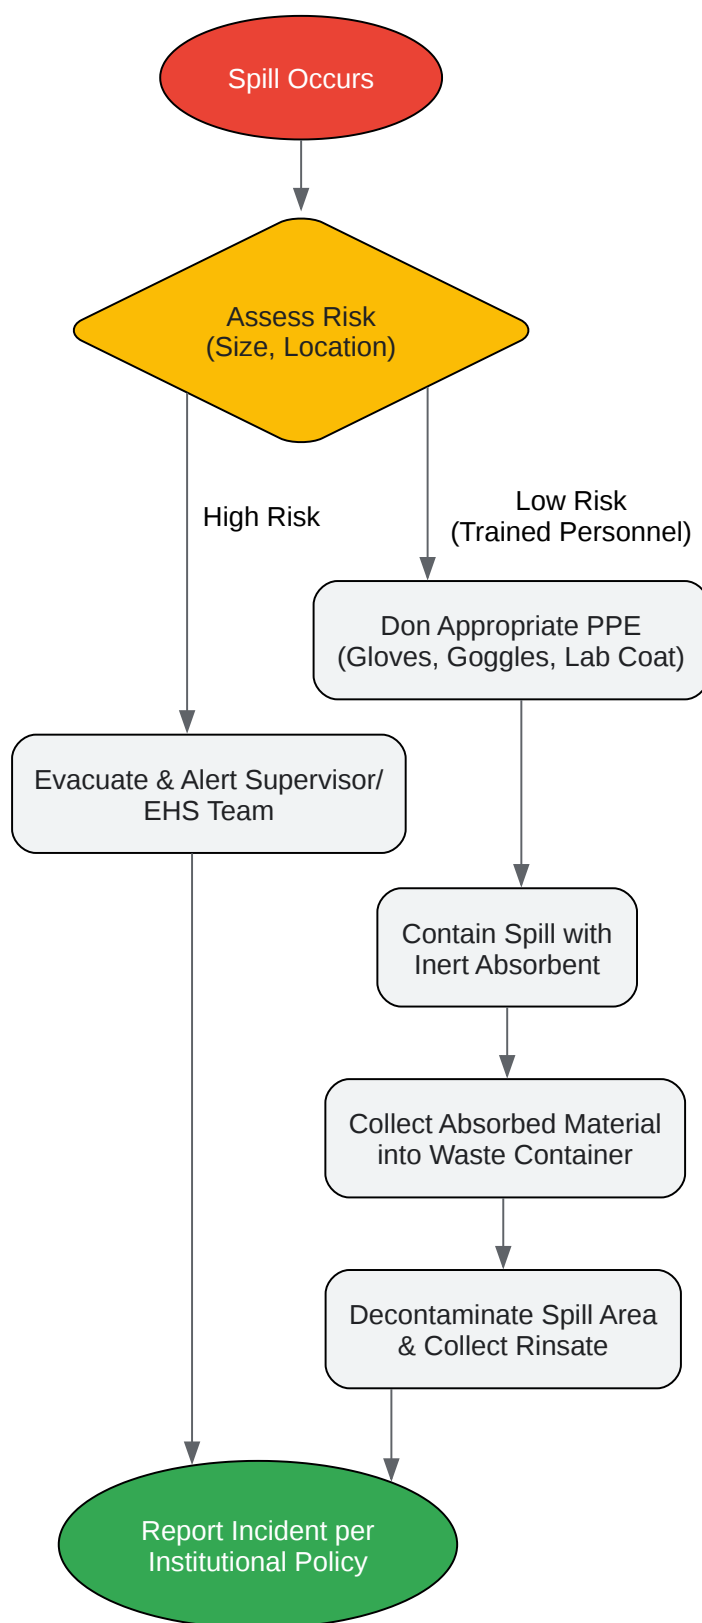 Spill Occurs
Assess Risk
(Size, Location)
High Risk
Low Risk
(Trained Personnel)
Don Appropriate PPE
(Gloves, Goggles, Lab Coat)
Evacuate & Alert Supervisor/
EHS Team
Contain Spill with
Inert Absorbent
Collect Absorbed Material
into Waste Container
Decontaminate Spill Area
& Collect Rinsate
Report Incident per
Institutional Policy